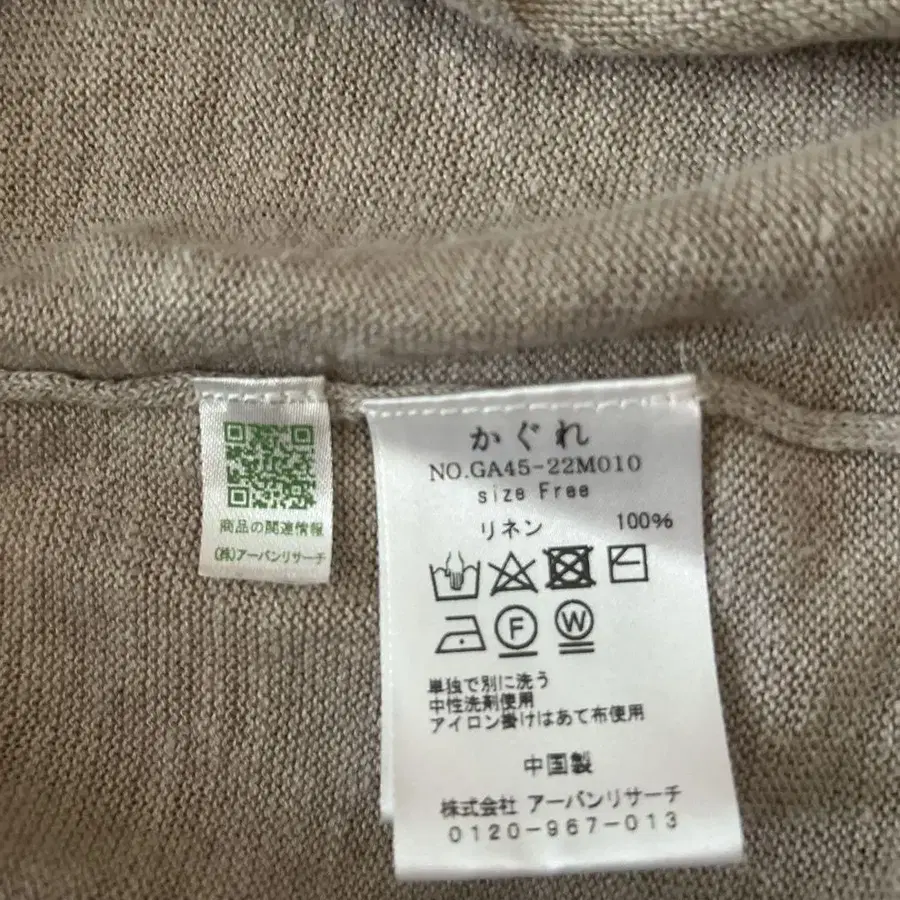 商品の関連情報
(株)アーバンリサーチ
かぐれ
NO.GA45-22M010
size Free
リネン 100%
F W
単独で別に洗う
中性洗剤使用
アイロン掛けはあて布使用
中国製
株式会社 アーバンリサーチ
0120-967-013